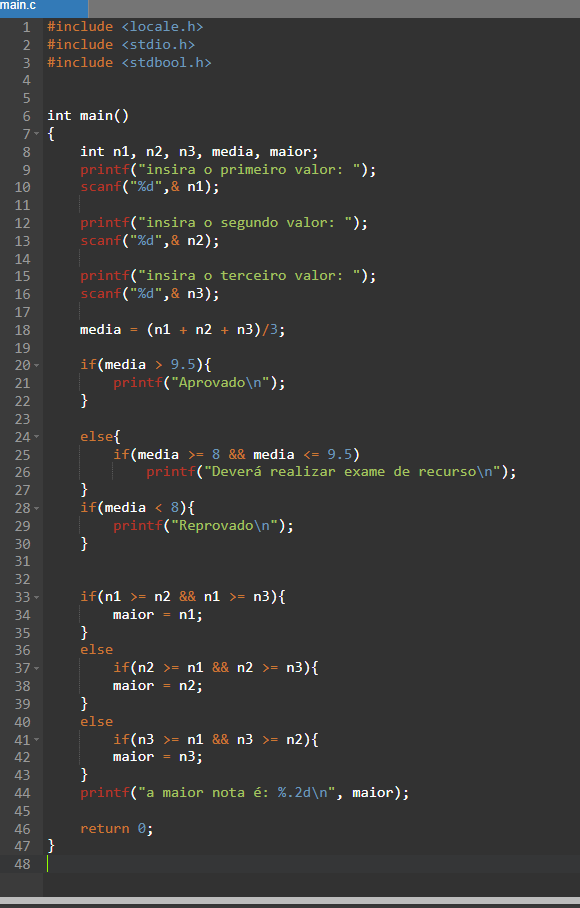 main.c
1 #include <locale.h>
2 #include <stdio.h>
3 #include <stdbool.h>
4
5
6 int main()
7 {
8     int n1, n2, n3, media, maior;
9     printf("insira o primeiro valor: ");
10     scanf("%d",& n1);
11
12     printf("insira o segundo valor: ");
13     scanf("%d",& n2);
14
15     printf("insira o terceiro valor: ");
16     scanf("%d",& n3);
17
18     media = (n1 + n2 + n3)/3;
19
20     if(media > 9.5){
21         printf("Aprovado\n");
22     }
23
24     else{
25         if(media >= 8 && media <= 9.5)
26             printf("Deverá realizar exame de recurso\n");
27     }
28     if(media < 8){
29         printf("Reprovado\n");
30     }
31
32
33     if(n1 >= n2 && n1 >= n3){
34         maior = n1;
35     }
36     else
37         if(n2 >= n1 && n2 >= n3){
38         maior = n2;
39     }
40     else
41         if(n3 >= n1 && n3 >= n2){
42         maior = n3;
43     }
44     printf("a maior nota é: %.2d\n", maior);
45
46     return 0;
47 }
48